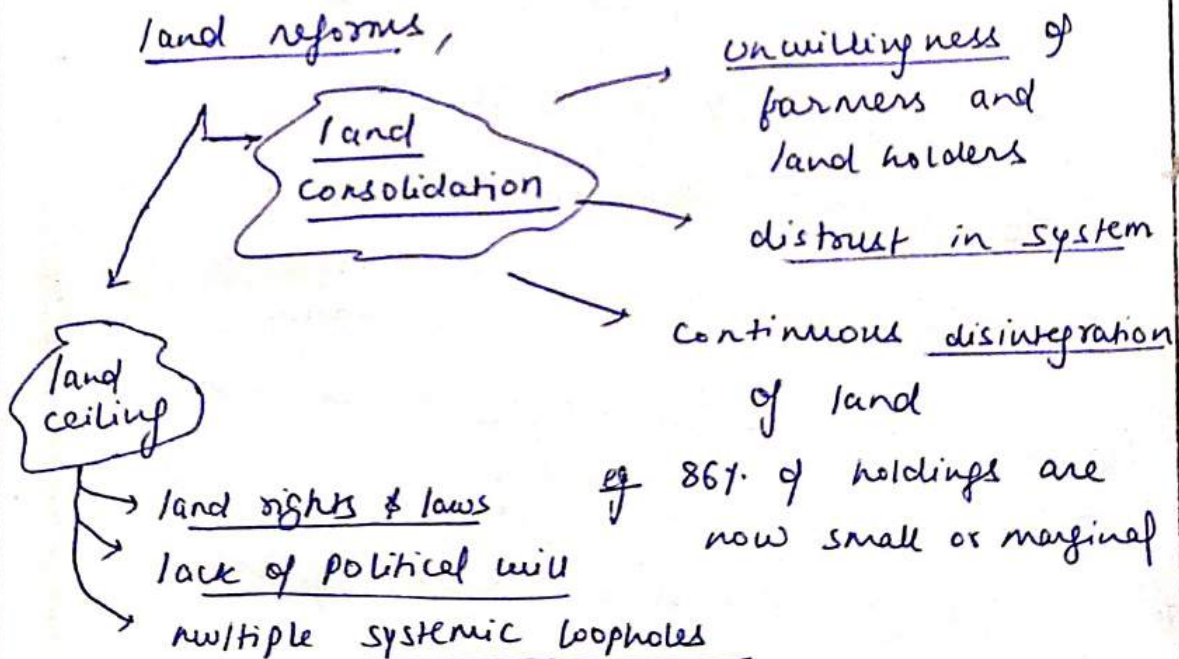 land reforms,
land
consolidation
unwillingness of
farmers and
land holders
distrust in system
continuous disintegration
of land
eg 86%. of holdings are
now small or marginal
land
ceiling
land rights & laws
lack of political will
multiple systemic loopholes